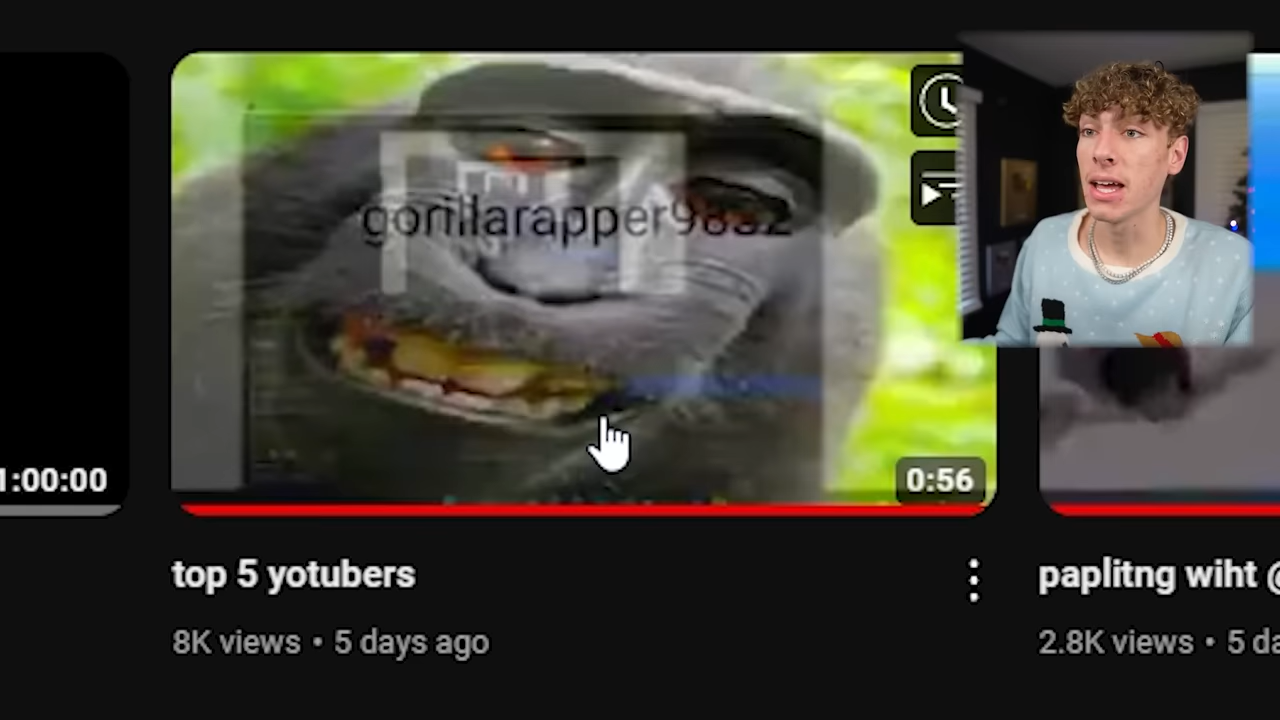 gorillarapper9832
1:00:00
0:56
top 5 yotubers
paplitng wiht @
8K views • 5 days ago
2.8K views • 5 da